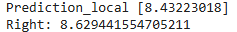 Prediction_local [8.43223018]
Right: 8.629441554705211